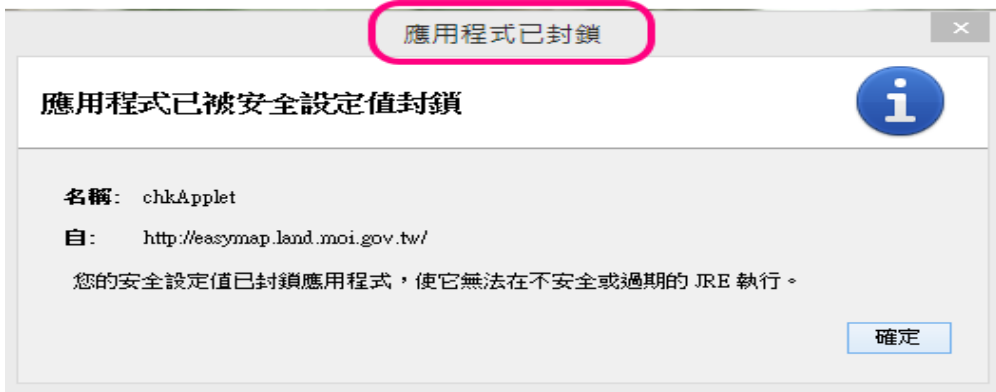 應用程式已封鎖
應用程式已被安全設定值封鎖
名稱： chkApplet
自： http://easymap.land.moi.gov.tw/
您的安全設定值已封鎖應用程式，使它無法在不安全或過期的 JRE 執行。
確定